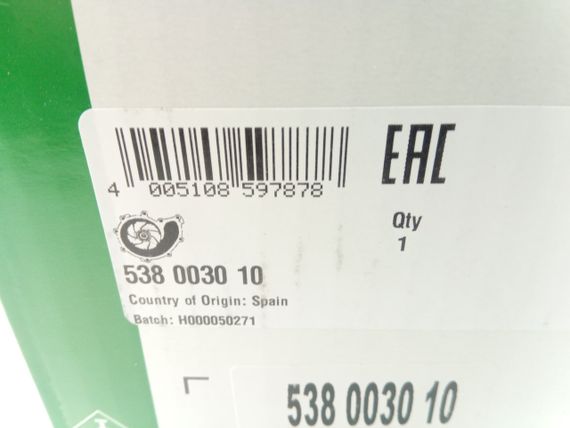 EAC
4 005108 597878
Qty
1
538 0030 10
Country of Origin: Spain
Batch: H000050271
538 0030 10